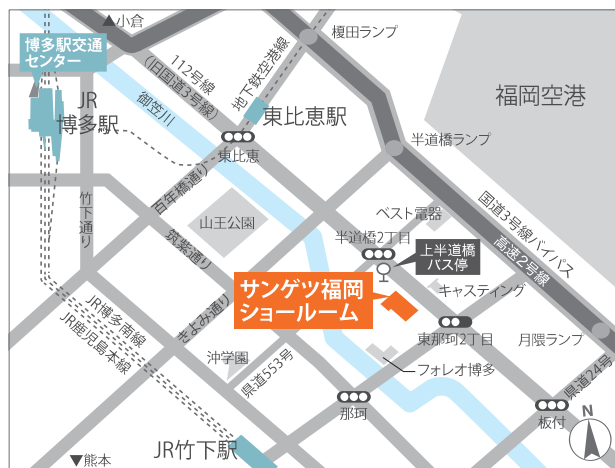 ▲小倉
榎田ランプ
博多駅交通
センター
112号線
(旧国道3号線)
地下鉄空港線
福岡空港
JR
博多駅
御笠川
東比恵駅
東比恵
半道橋ランプ
竹下通り
百年橋通り
山王公園
筑紫通り
ベスト電器
国道3号線バイパス
高速2号線
半道橋2丁目
上半道橋
バス停
サンゲツ福岡
ショールーム
キャスティング
JR博多南線
JR鹿児島本線
きよみ通り
東那珂2丁目
月隈ランプ
沖学園
県道553号
フォレオ博多
県道24号
那珂
板付
N
JR竹下駅
▼熊本